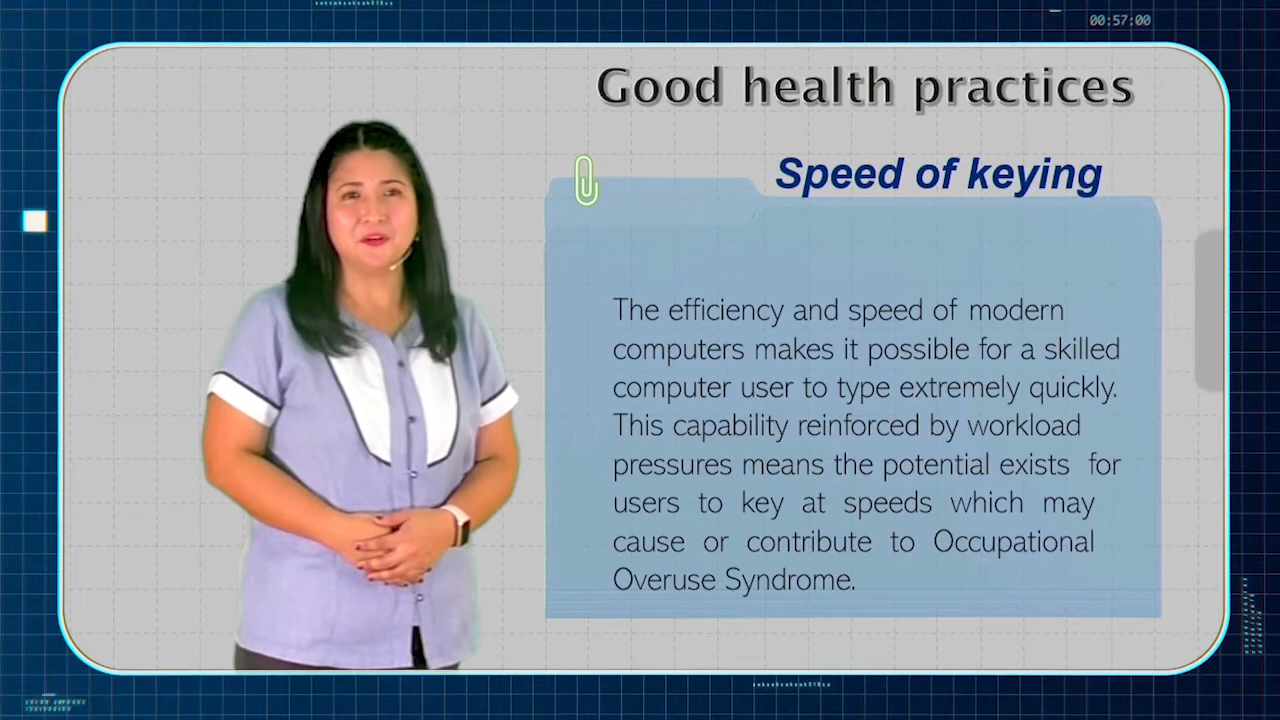 00:57:00
Good health practices
Speed of keying
The efficiency and speed of modern
computers makes it possible for a skilled
computer user to type extremely quickly.
This capability reinforced by workload
pressures means the potential exists for
users to key at speeds which may
cause or contribute to Occupational
Overuse Syndrome.